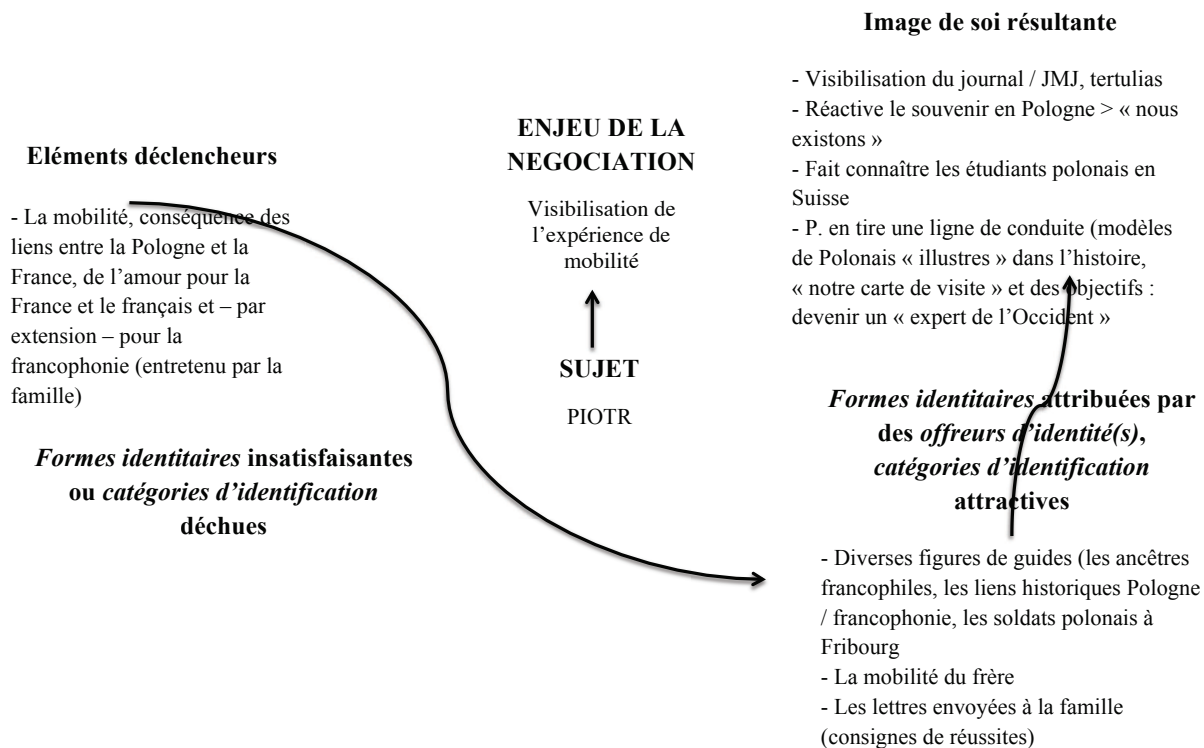 Eléments déclencheurs
- La mobilité, conséquence des
liens entre la Pologne et la
France, de l’amour pour la
France et le français et – par
extension – pour la
francophonie (entretenu par la
famille)
Formes identitaires insatisfaisantes
ou catégories d’identification
déchues
ENJEU DE LA
NEGOCIATION
Visibilisation de
l’expérience de
mobilité
SUJET
PIOTR
Image de soi résultante
- Visibilisation du journal / JMJ, tertulias
- Réactive le souvenir en Pologne > « nous
existons »
- Fait connaître les étudiants polonais en
Suisse
- P. en tire une ligne de conduite (modèles
de Polonais « illustres » dans l’histoire,
« notre carte de visite » et des objectifs :
devenir un « expert de l’Occident »
Formes identitaires attribuées par
des offreurs d’identité(s),
catégories d’identification
attractives
- Diverses figures de guides (les ancêtres
francophiles, les liens historiques Pologne
/ francophonie, les soldats polonais à
Fribourg
- La mobilité du frère
- Les lettres envoyées à la famille
(consignes de réussites)